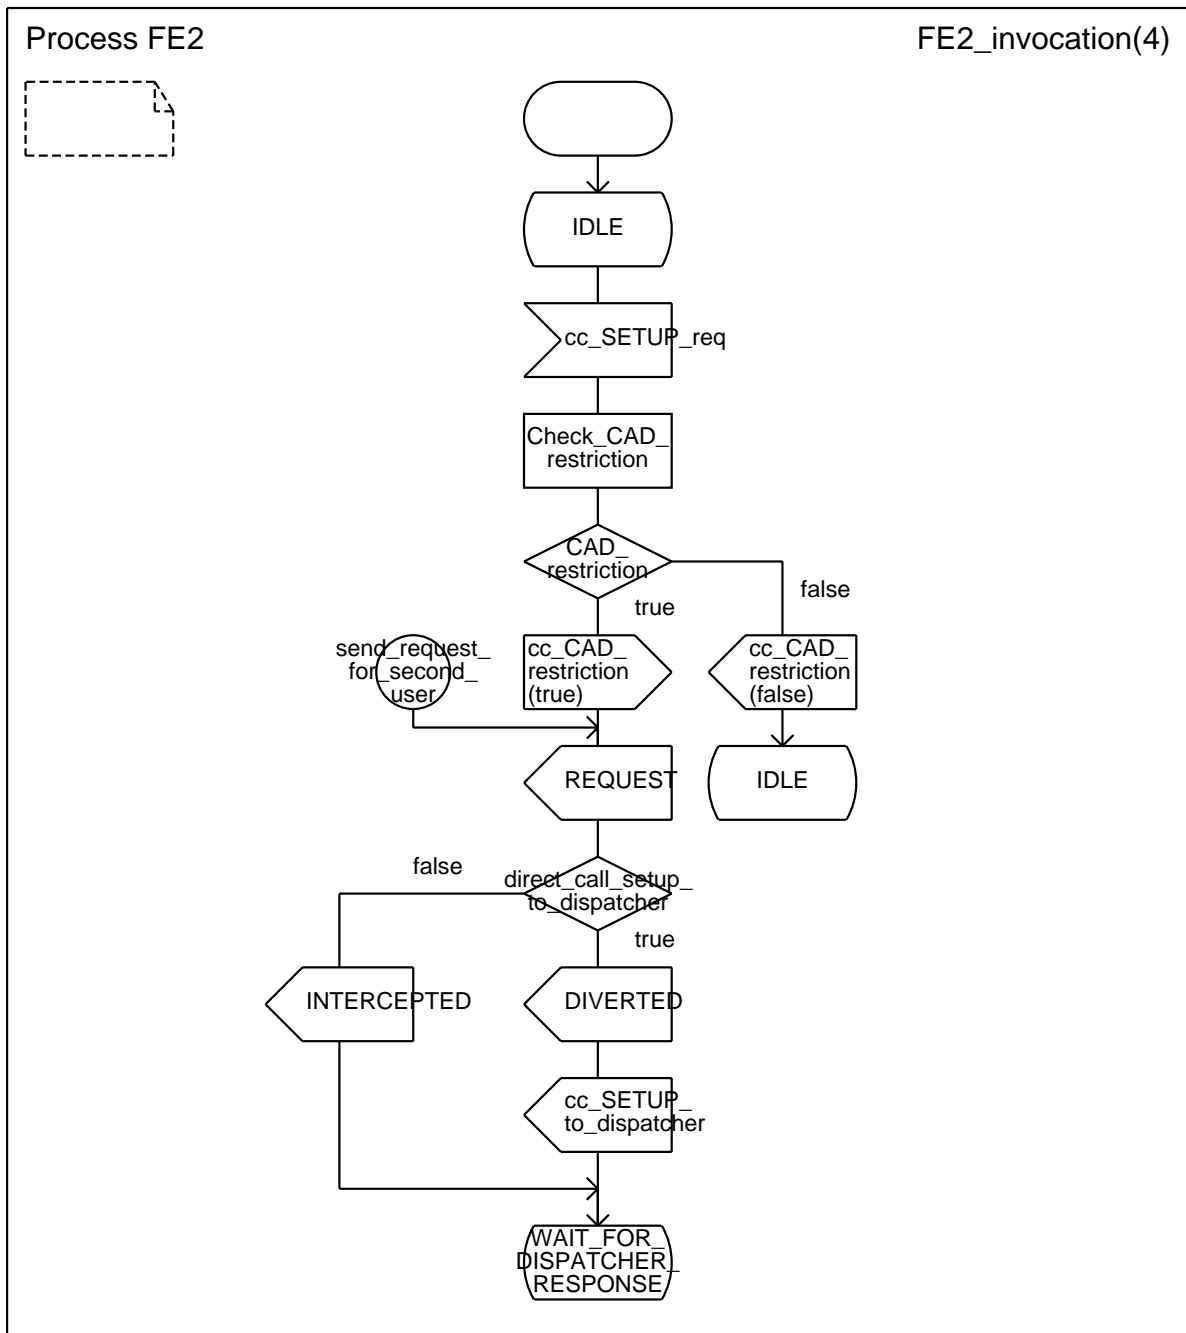 Process FE2
FE2_invocation(4)
IDLE
cc_SETUP_req
Check_CAD_
restriction
CAD_
restriction
false
true
send_request_
for_second_
user
cc_CAD_
restriction
(true)
cc_CAD_
restriction
(false)
REQUEST
IDLE
false
direct_call_setup_
to_dispatcher
true
INTERCEPTED
DIVERTED
cc_SETUP_
to_dispatcher
WAIT_FOR_
DISPATCHER_
RESPONSE